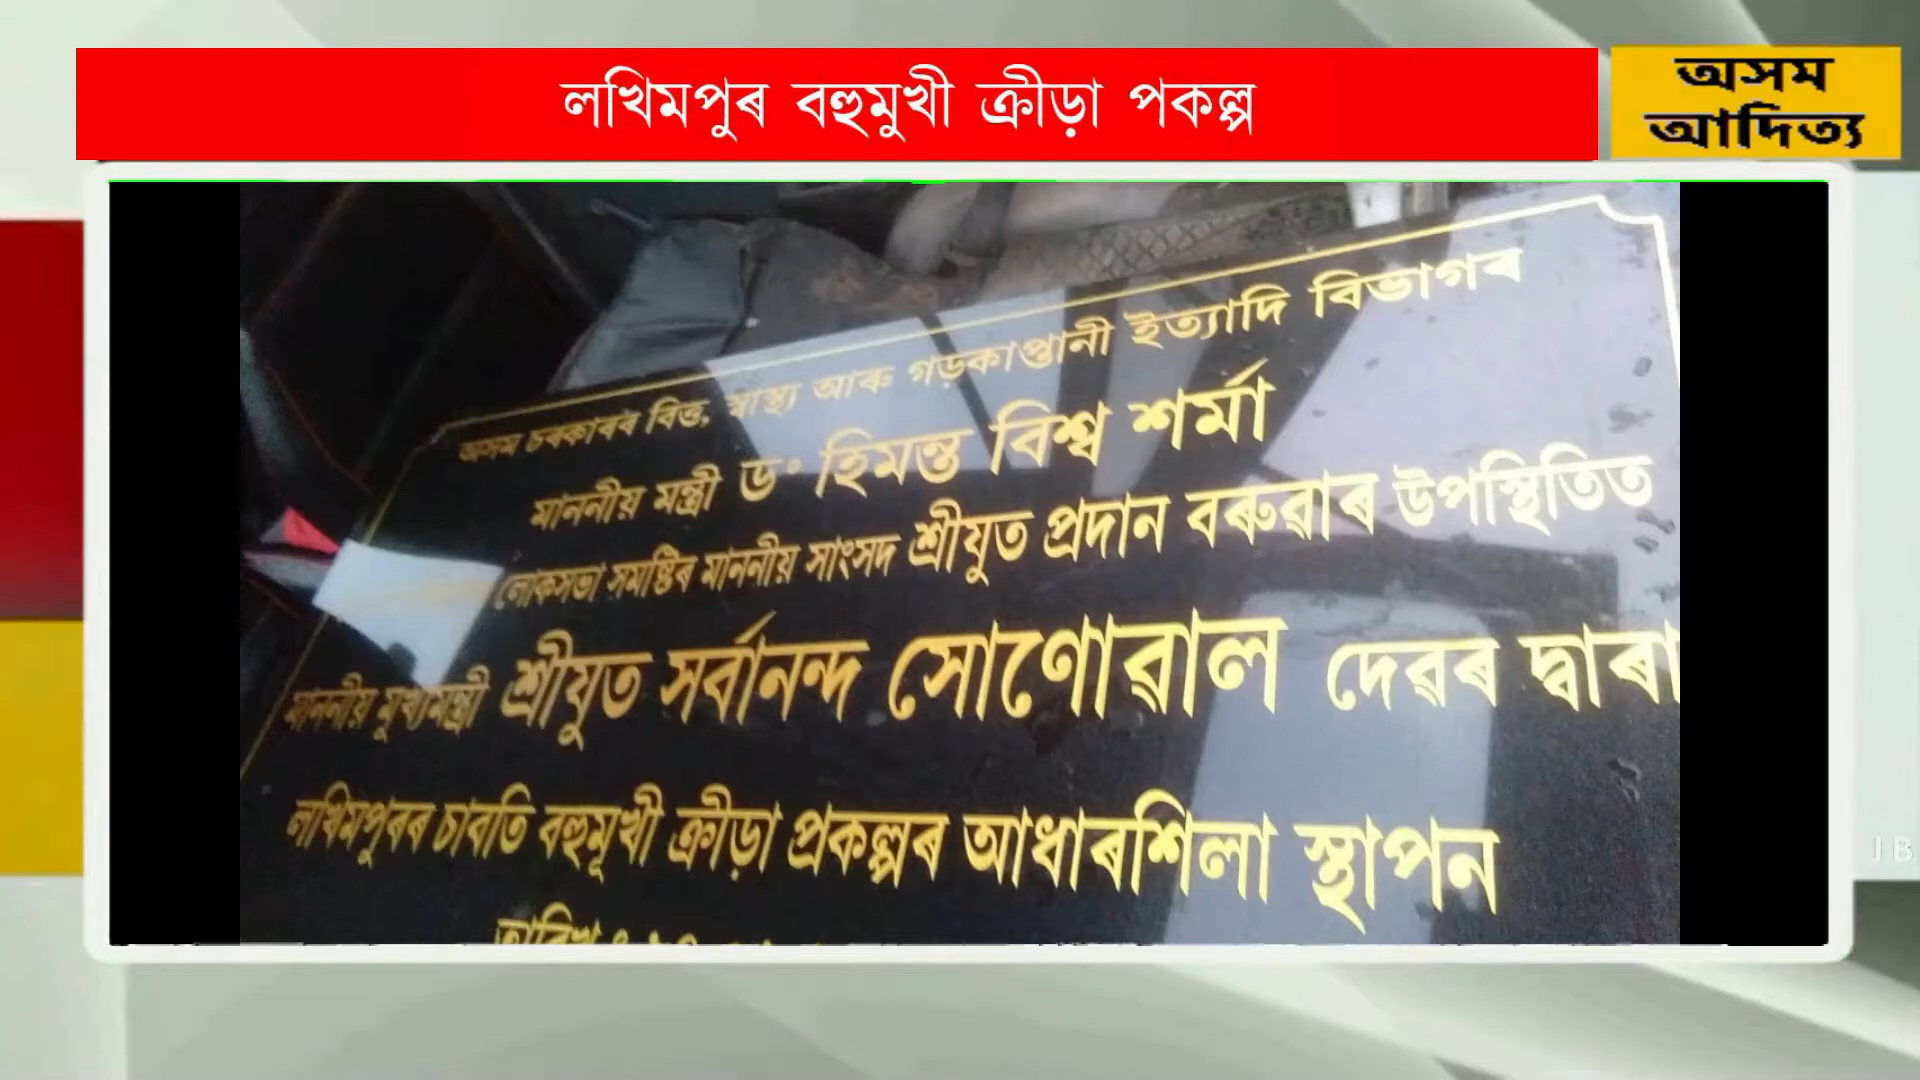 লখিমপুৰ বহুমুখী ক্ৰীড়া পকল্প
অসম
আদিত্য
অসম চৰকাৰৰ বিত্ত, স্বাস্থ্য আৰু গড়কাপ্তানী ইত্যাদি বিভাগৰ
মাননীয় মন্ত্ৰী ড॰ হিমন্ত বিশ্ব শৰ্মা
লোকসভা সমষ্টিৰ মাননীয় সাংসদ শ্ৰীযুত প্ৰদান বৰুৱাৰ উপস্থিতিত
মাননীয় মুখ্যমন্ত্ৰী শ্ৰীযুত সৰ্বানন্দ সোণোৱাল দেৱৰ দ্বাৰা
লখিমপুৰৰ চাবতি বহুমূখী ক্ৰীড়া প্ৰকল্পৰ আধাৰশিলা স্থাপন
J B